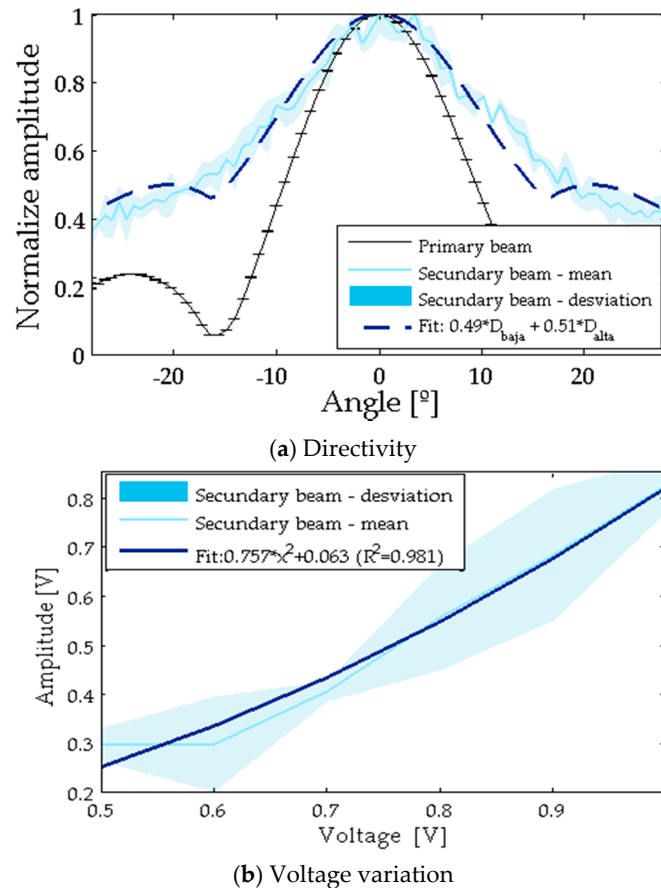 1
0.8
0.6
0.4
0.2
0
Normalize amplitude
Primary beam
Secundary beam - mean
Secundary beam - desviation
Fit: 0.49*D_baja + 0.51*D_alta
-20 -10 0 10 20
Angle [º]
(a) Directivity
0.8
0.7
0.6
0.5
0.4
0.3
0.2
Amplitude [V]
Secundary beam - desviation
Secundary beam - mean
Fit:0.757*x²+0.063 (R²=0.981)
0.5 0.6 0.7 0.8 0.9
Voltage [V]
(b) Voltage variation